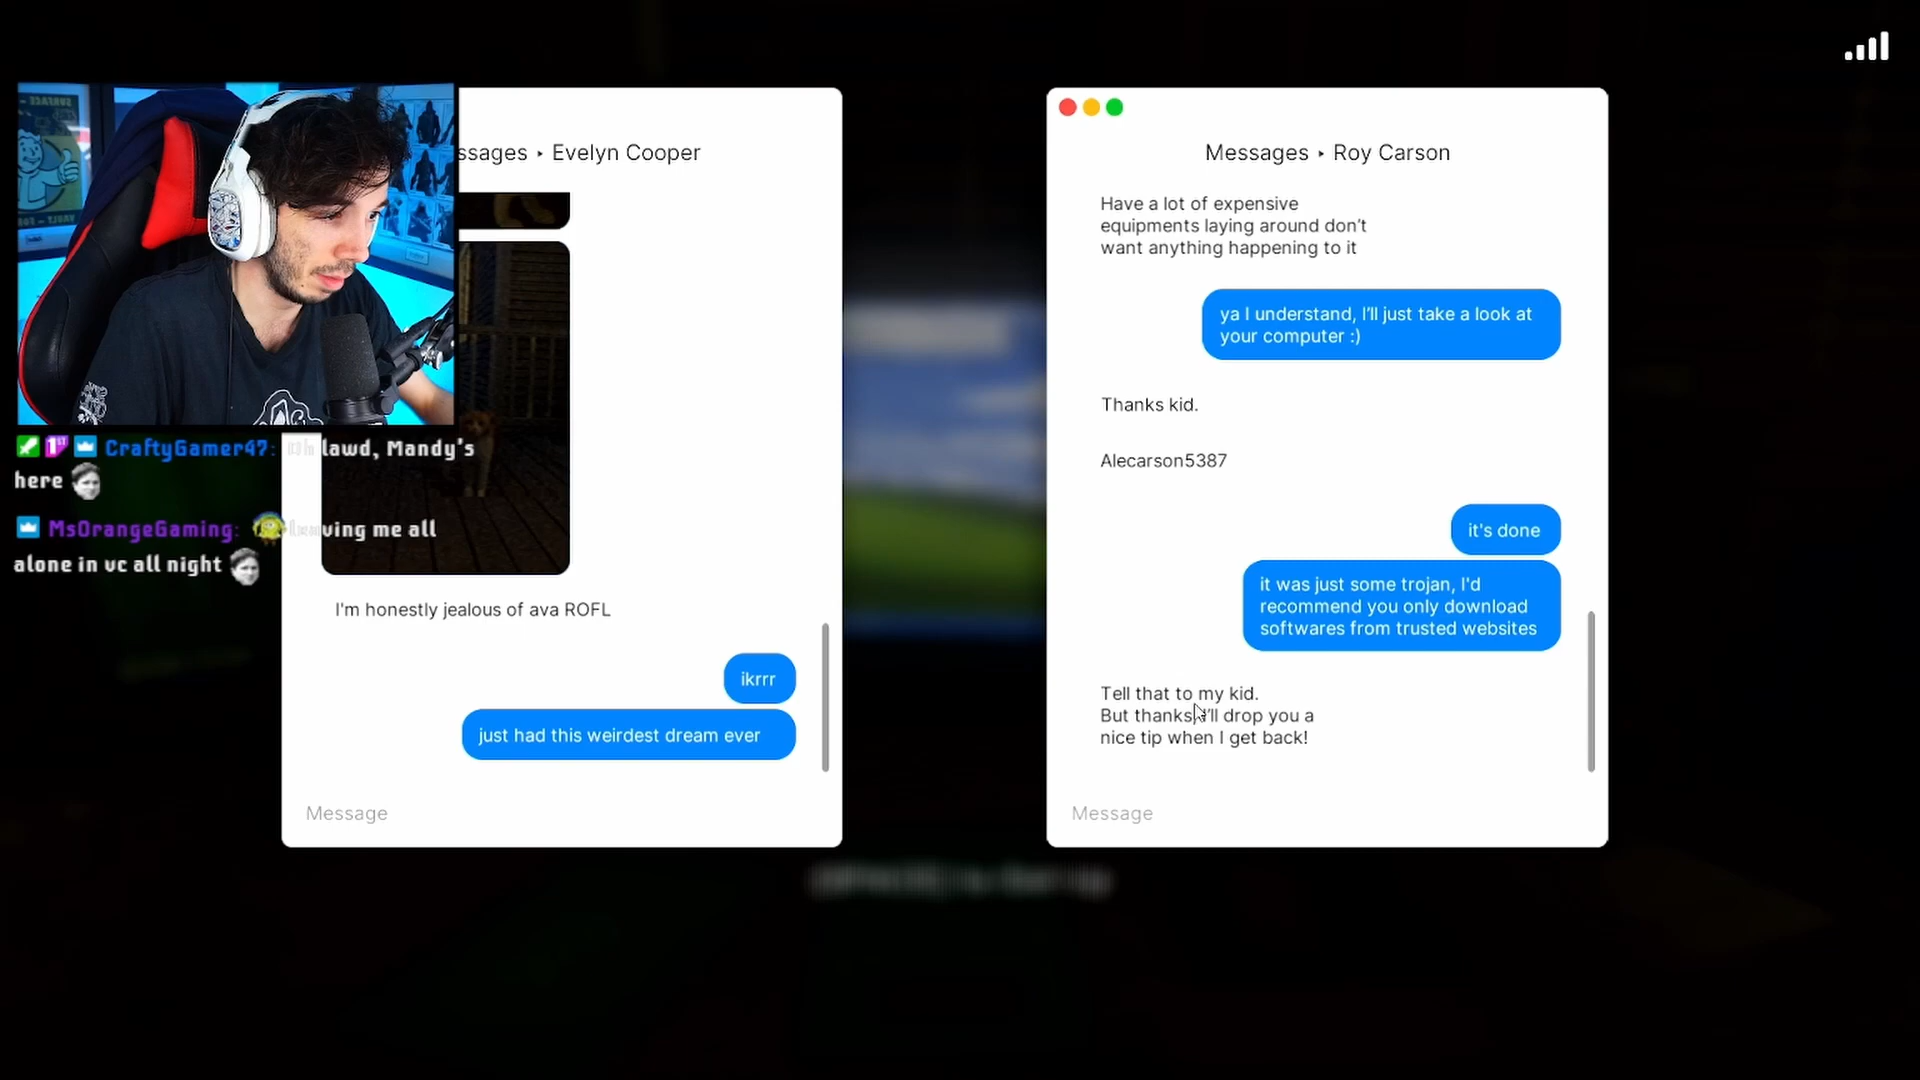 ssages ▸ Evelyn Cooper
I'm honestly jealous of ava ROFL
ikrrr
just had this weirdest dream ever
Message
Messages ▸ Roy Carson
Have a lot of expensive
equipments laying around don't
want anything happening to it
ya I understand, I'll just take a look at
your computer :)
Thanks kid.
Alecarson5387
it's done
it was just some trojan, I'd
recommend you only download
softwares from trusted websites
Tell that to my kid.
But thanks I'll drop you a
nice tip when I get back!
Message
CraftyGamer47: lawd, Mandy's
here
MsOrangeGaming: leaving me all
alone in vc all night